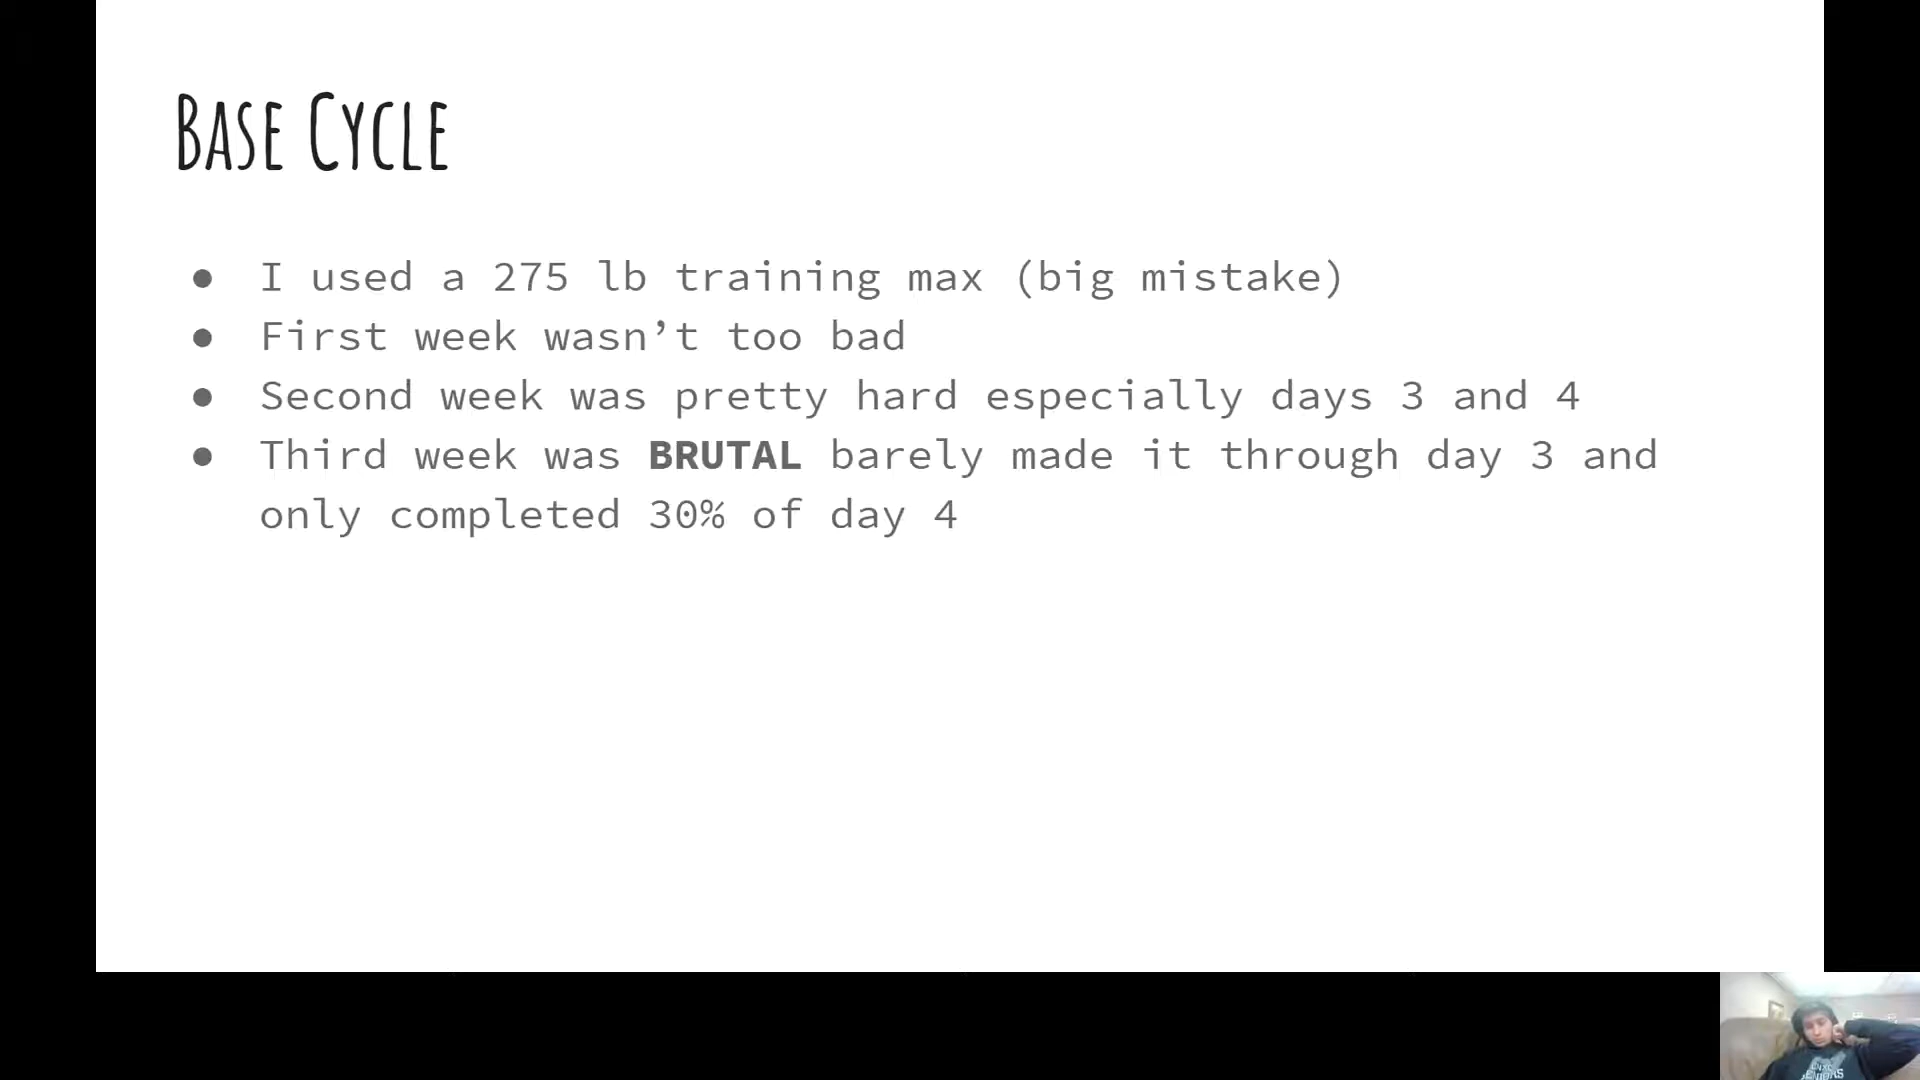 BASE CYCLE
● I used a 275 lb training max (big mistake)
● First week wasn’t too bad
● Second week was pretty hard especially days 3 and 4
● Third week was BRUTAL barely made it through day 3 and
only completed 30% of day 4